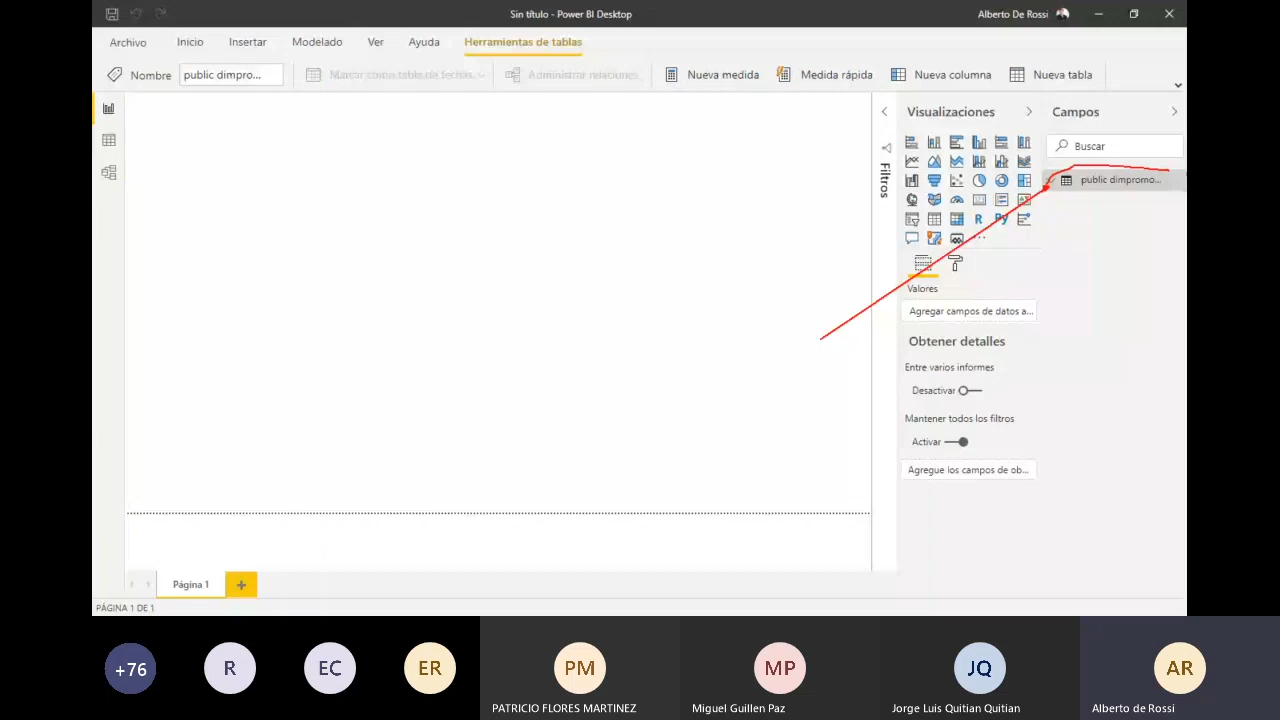 Sin título - Power BI Desktop
Alberto De Rossi
Archivo
Inicio
Insertar
Modelado
Ver
Ayuda
Herramientas de tablas
Nombre
public dimpro...
Marcar como tabla de fechas
Administrar relaciones
Nueva medida
Medida rápida
Nueva columna
Nueva tabla
Filtros
Visualizaciones
Campos
Buscar
public dimpromo...
R
Py
Valores
Agregar campos de datos a...
Obtener detalles
Entre varios informes
Desactivar
Mantener todos los filtros
Activar
Agregue los campos de ob...
Página 1
PÁGINA 1 DE 1
+76
R
EC
ER
PM
PATRICIO FLORES MARTINEZ
MP
Miguel Guillen Paz
JQ
Jorge Luis Quitian Quitian
AR
Alberto de Rossi